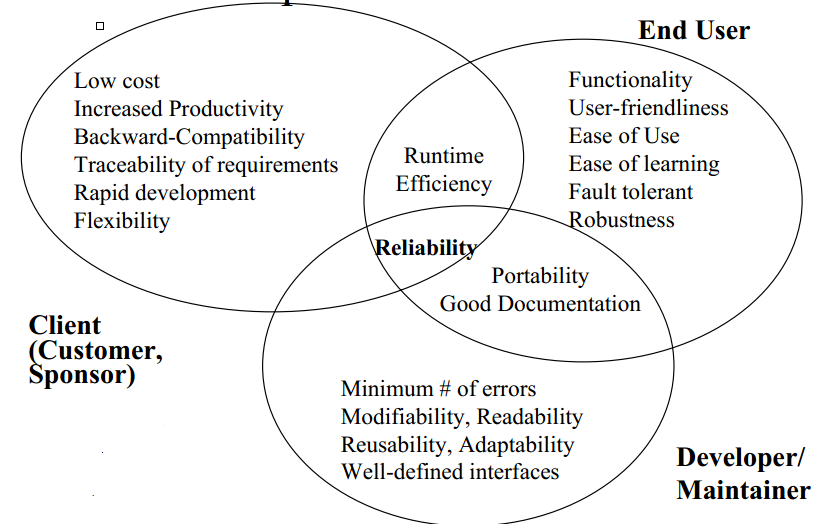 End User
Low cost
Increased Productivity
Backward-Compatibility
Traceability of requirements
Rapid development
Flexibility
Functionality
User-friendliness
Ease of Use
Ease of learning
Fault tolerant
Robustness
Runtime
Efficiency
Reliability
Portability
Good Documentation
Client
(Customer,
Sponsor)
Minimum # of errors
Modifiability, Readability
Reusability, Adaptability
Well-defined interfaces
Developer/
Maintainer